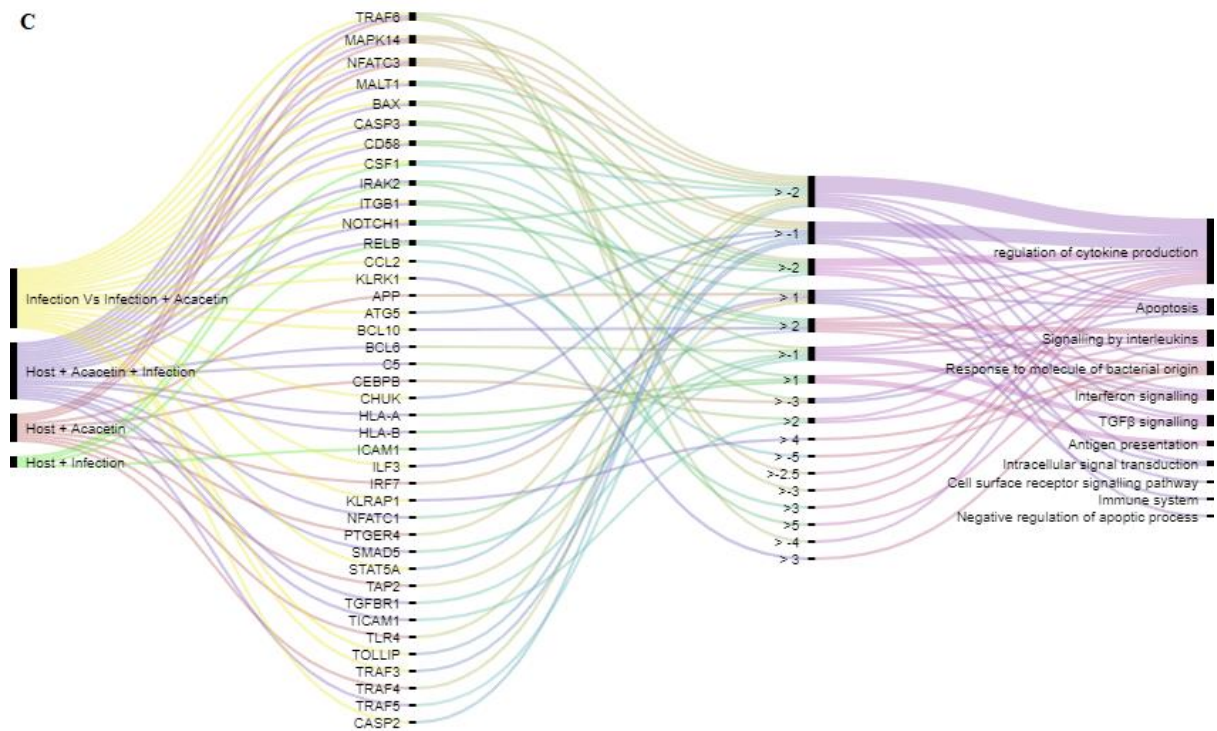 C
Infection Vs Infection + Acacetin
Host + Acacetin + Infection
Host + Acacetin
Host + Infection
TRAF6
MAPK14
NFATC3
MALT1
BAX
CASP3
CD58
CSF1
IRAK2
ITGB1
NOTCH1
RELB
CCL2
KLRK1
APP
ATG5
BCL10
BCL6
C5
CEBPB
CHUK
HLA-A
HLA-B
ICAM1
ILF3
IRF7
KLRAP1
NFATC1
PTGER4
SMAD5
STAT5A
TAP2
TGFBR1
TICAM1
TLR4
TOLLIP
TRAF3
TRAF4
TRAF5
CASP2
> -2
> -1
>-2
> 1
> 2
>-1
>1
> -3
>2
> 4
> -5
>-2.5
>-3
>3
>5
> -4
> 3
regulation of cytokine production
Apoptosis
Signalling by interleukins
Response to molecule of bacterial origin
Interferon signalling
TGFβ signalling
Antigen presentation
Intracellular signal transduction
Cell surface receptor signalling pathway
Immune system
Negative regulation of apoptic process